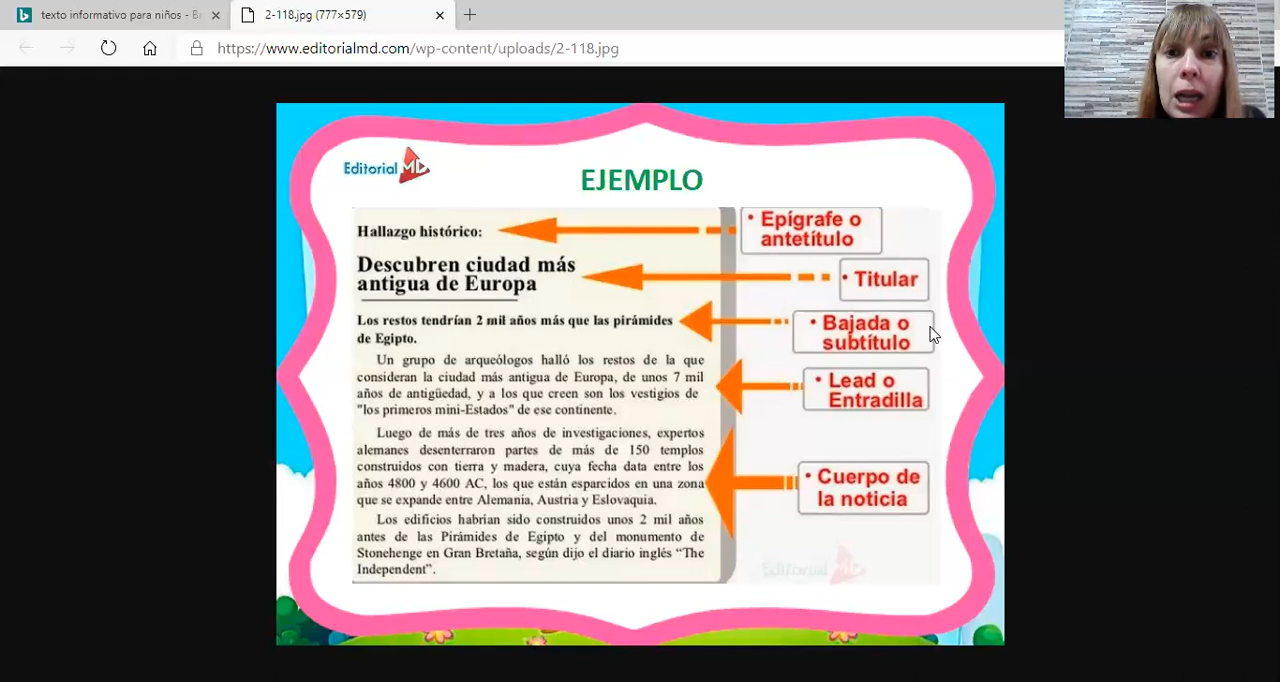 texto informativo para niños - B
2-118.jpg (777×579)
https://www.editorialmd.com/wp-content/uploads/2-118.jpg
Editorial MD
EJEMPLO
Hallazgo histórico:
• Epígrafe o
antetítulo
Descubren ciudad más
antigua de Europa
• Titular
Los restos tendrían 2 mil años más que las pirámides
de Egipto.
• Bajada o
subtítulo
Un grupo de arqueólogos halló los restos de la que
consideran la ciudad más antigua de Europa, de unos 7 mil
años de antigüedad, y a los que creen son los vestigios de
"los primeros mini-Estados" de ese continente.
• Lead o
Entradilla
Luego de más de tres años de investigaciones, expertos
alemanes desenterraron partes de más de 150 templos
construidos con tierra y madera, cuya fecha data entre los
años 4800 y 4600 AC, los que están esparcidos en una zona
que se expande entre Alemania, Austria y Eslovaquia.
Los edificios habrían sido construidos unos 2 mil años
antes de las Pirámides de Egipto y del monumento de
Stonehenge en Gran Bretaña, según dijo el diario inglés “The
Independent”.
• Cuerpo de
la noticia
Editorial MD